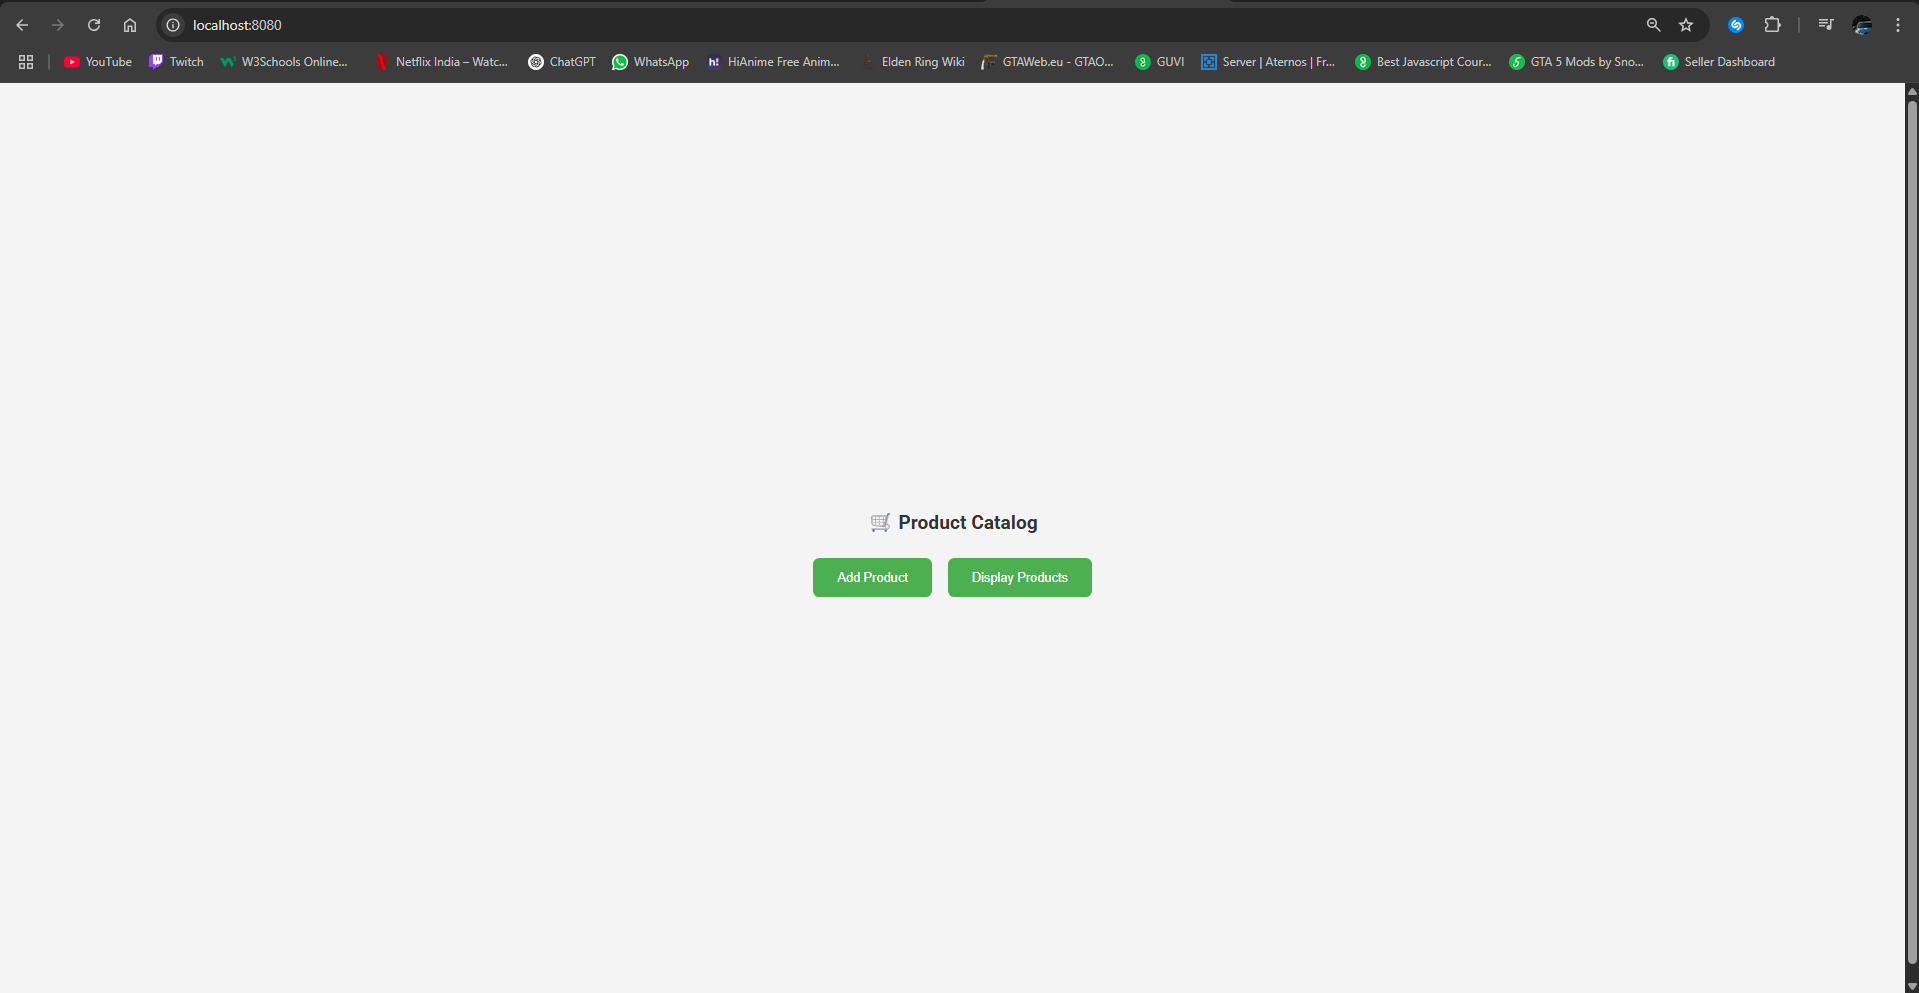 localhost:8080
YouTube Twitch W3Schools Online... Netflix India – Watc... ChatGPT WhatsApp HiAnime Free Anim... Elden Ring Wiki GTAWeb.eu - GTAO... GUVI Server | Aternos | Fr... Best Javascript Cour... GTA 5 Mods by Sno... Seller Dashboard
🛒 Product Catalog
Add Product Display Products